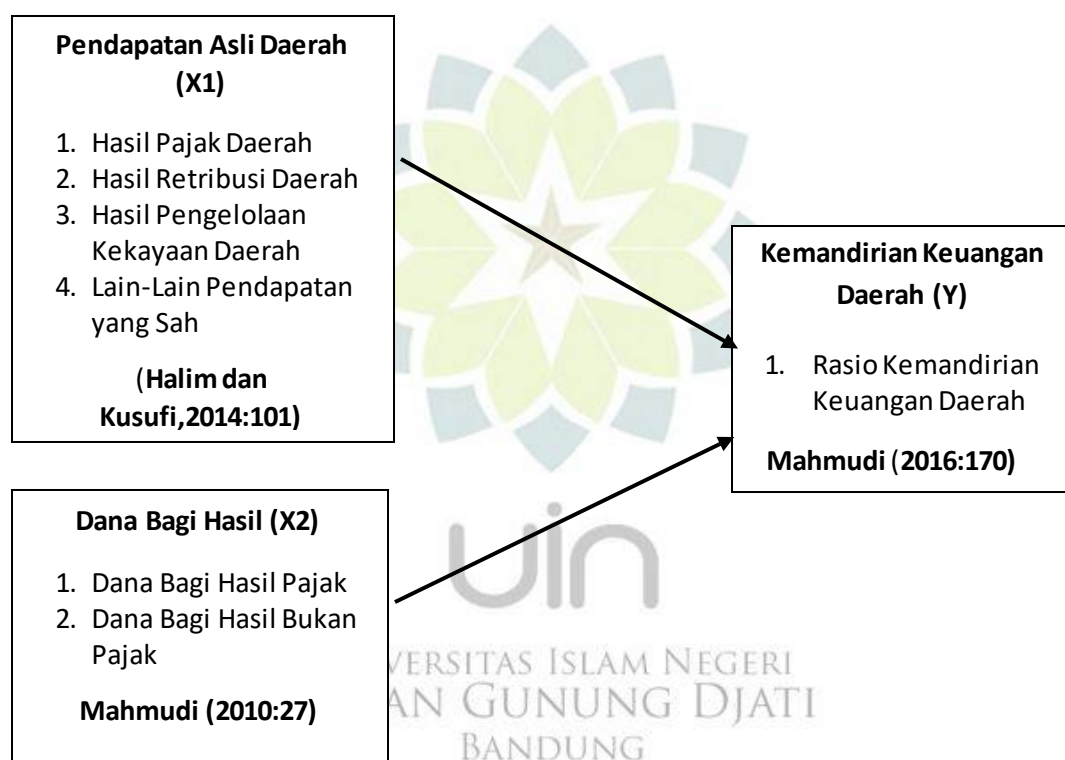 Pendapatan Asli Daerah
(X1)
1. Hasil Pajak Daerah
2. Hasil Retribusi Daerah
3. Hasil Pengelolaan
Kekayaan Daerah
4. Lain-Lain Pendapatan
yang Sah
(Halim dan
Kusufi,2014:101)
Kemandirian Keuangan
Daerah (Y)
1. Rasio Kemandirian
Keuangan Daerah
Mahmudi (2016:170)
Dana Bagi Hasil (X2)
1. Dana Bagi Hasil Pajak
2. Dana Bagi Hasil Bukan
Pajak
Mahmudi (2010:27)
uin
VERSITAS ISLAM NEGERI
AN GUNUNG DJATI
BANDUNG